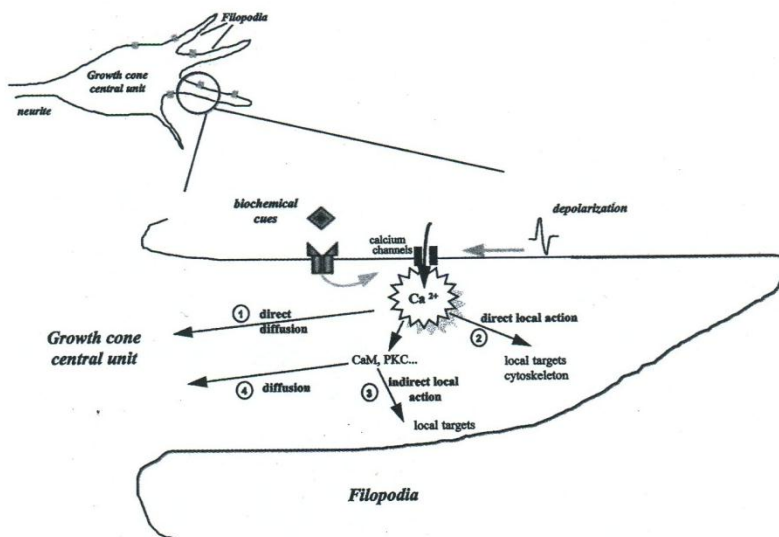 Filopodia
Growth cone
central unit
neurite
biochemical
cues
calcium
channels
depolarization
Ca 2+
1 direct
diffusion
direct local action
2
Growth cone
central unit
local targets
cytoskeleton
CaM, PKC...
4 diffusion
3 indirect local
action
local targets
Filopodia